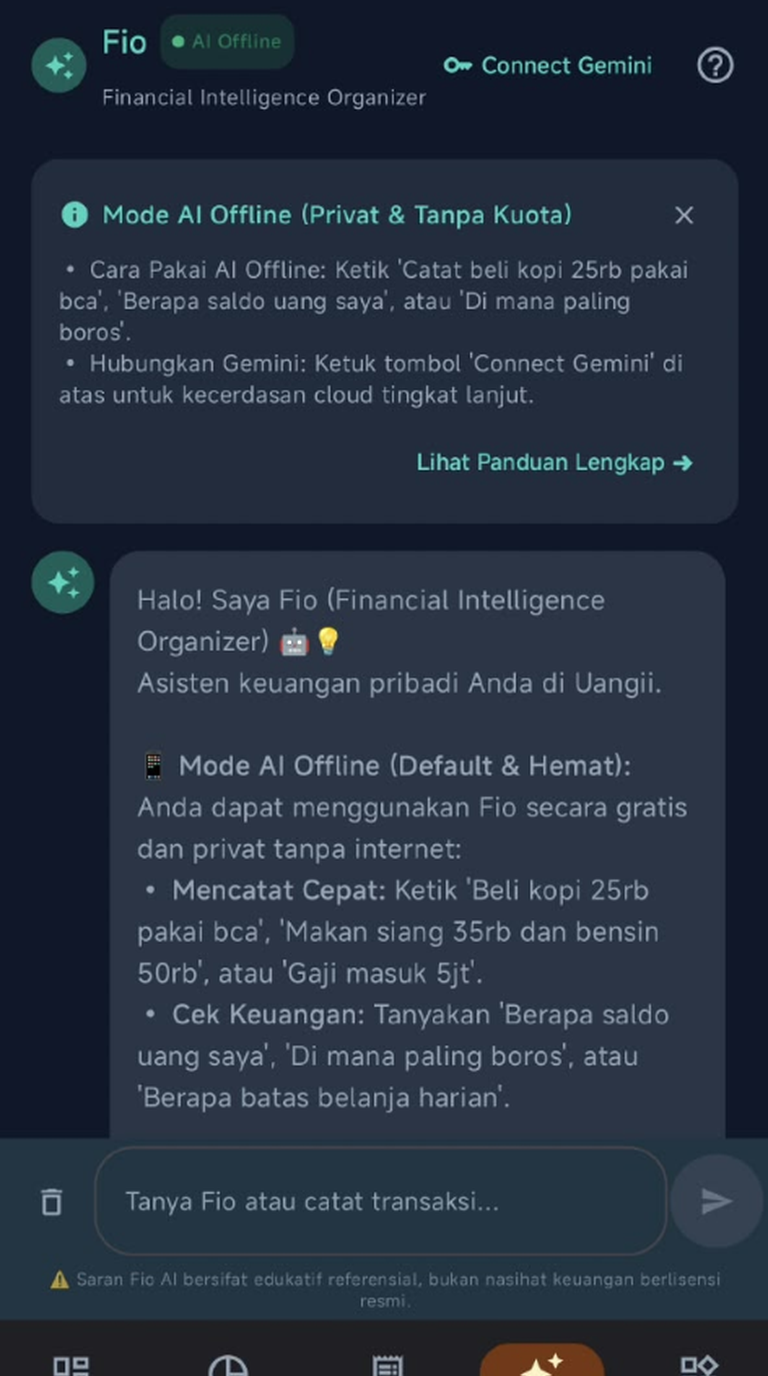 Fio
AI Offline
Connect Gemini
Financial Intelligence Organizer
Mode AI Offline (Privat & Tanpa Kuota)
• Cara Pakai AI Offline: Ketik 'Catat beli kopi 25rb pakai
bca', 'Berapa saldo uang saya', atau 'Di mana paling
boros'.
• Hubungkan Gemini: Ketuk tombol 'Connect Gemini' di
atas untuk kecerdasan cloud tingkat lanjut.
Lihat Panduan Lengkap →
Halo! Saya Fio (Financial Intelligence
Organizer) 🤖💡
Asisten keuangan pribadi Anda di Uangii.
📱 Mode AI Offline (Default & Hemat):
Anda dapat menggunakan Fio secara gratis
dan privat tanpa internet:
• Mencatat Cepat: Ketik 'Beli kopi 25rb
pakai bca', 'Makan siang 35rb dan bensin
50rb', atau 'Gaji masuk 5jt'.
• Cek Keuangan: Tanyakan 'Berapa saldo
uang saya', 'Di mana paling boros', atau
'Berapa batas belanja harian'.
Tanya Fio atau catat transaksi...
⚠️ Saran Fio AI bersifat edukatif referensial, bukan nasihat keuangan berlisensi
resmi.